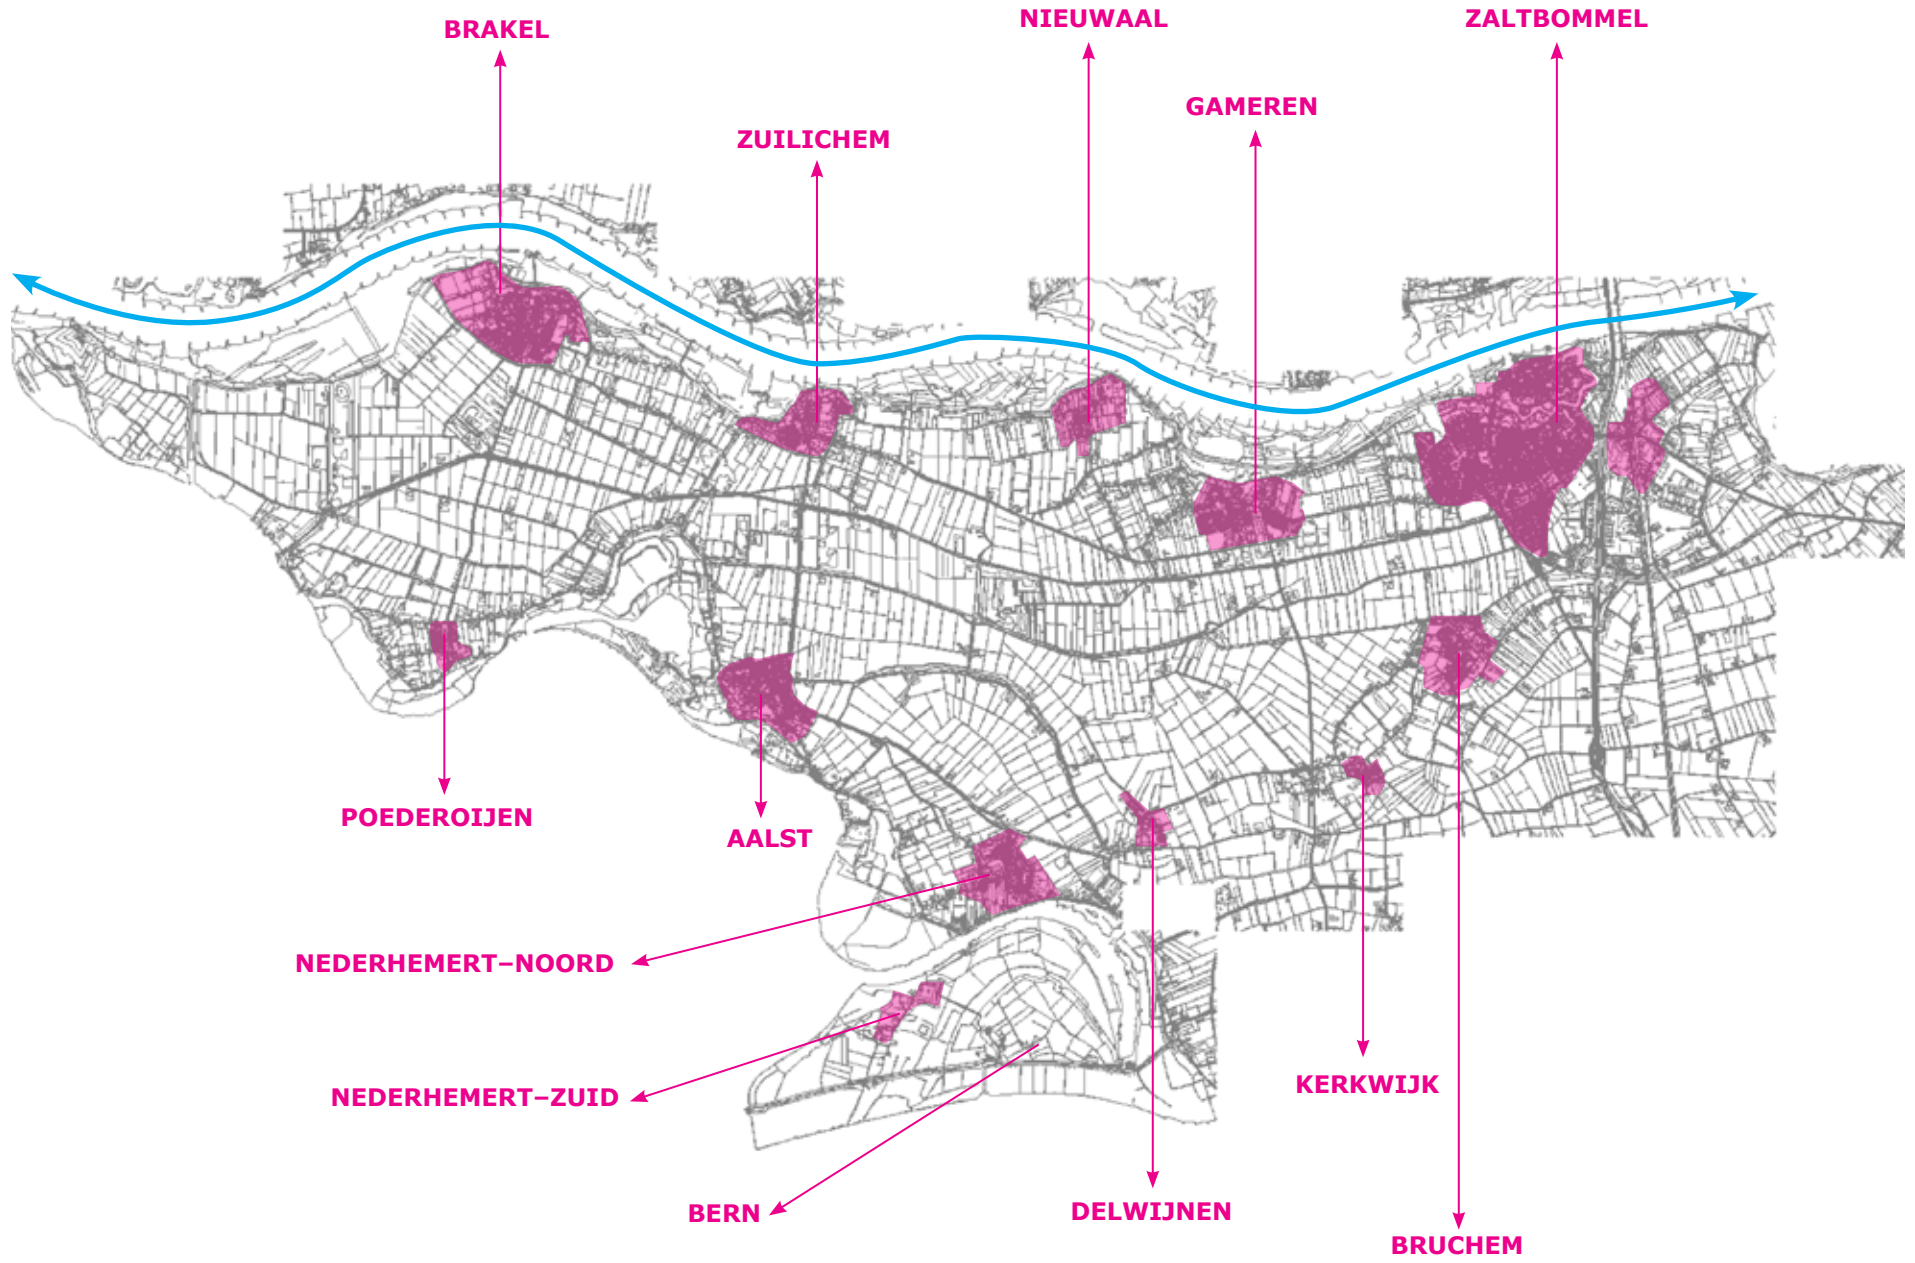 NIEUWAAL
ZALTBOMMEL
BRAKEL
GAMEREN
ZUILICHEM
POEDEROIJEN
AALST
NEDERHEMERT–NOORD
KERKWIJK
NEDERHEMERT–ZUID
DELWIJNEN
BERN
BRUCHEM